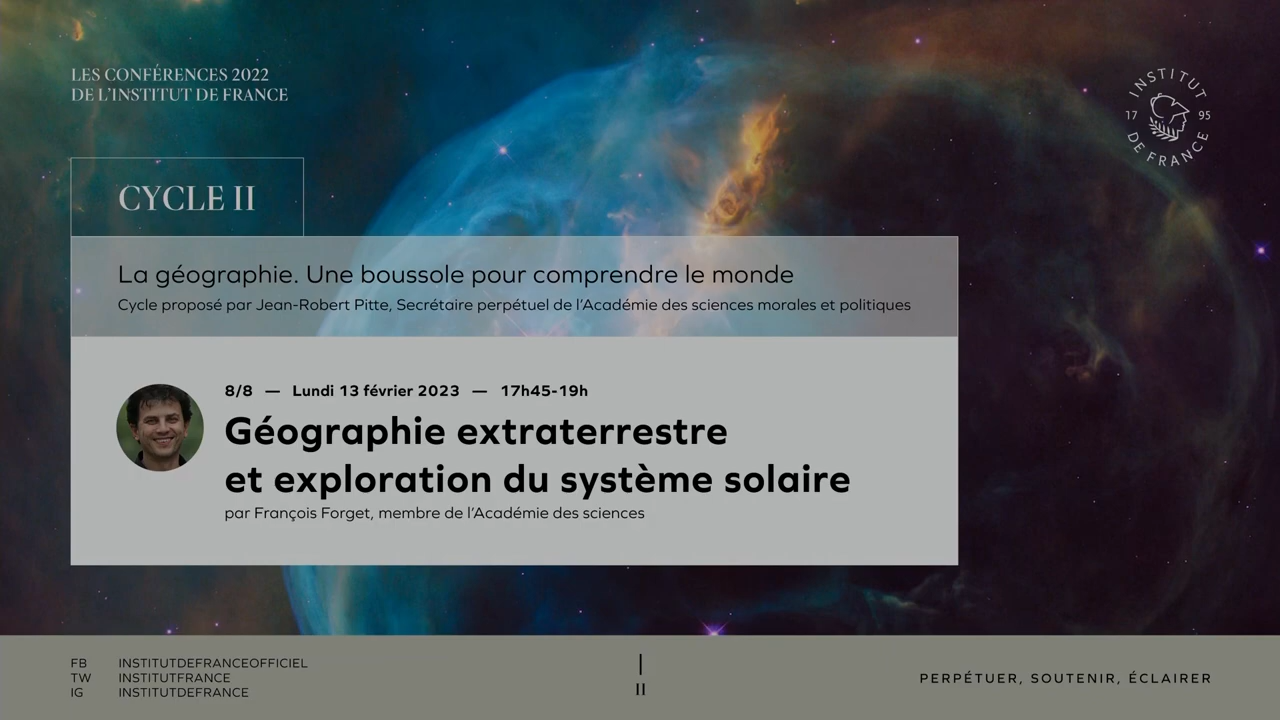 LES CONFÉRENCES 2022
DE L'INSTITUT DE FRANCE
INSTITUT
17 95
DE FRANCE
CYCLE II
La géographie. Une boussole pour comprendre le monde
Cycle proposé par Jean-Robert Pitte, Secrétaire perpétuel de l'Académie des sciences morales et politiques
8/8 — Lundi 13 février 2023 — 17h45-19h
Géographie extraterrestre
et exploration du système solaire
par François Forget, membre de l'Académie des sciences
FB INSTITUTDEFRANCEOFFICIEL
TW INSTITUTFRANCE
IG INSTITUTDEFRANCE
II
PERPÉTUER, SOUTENIR, ÉCLAIRER